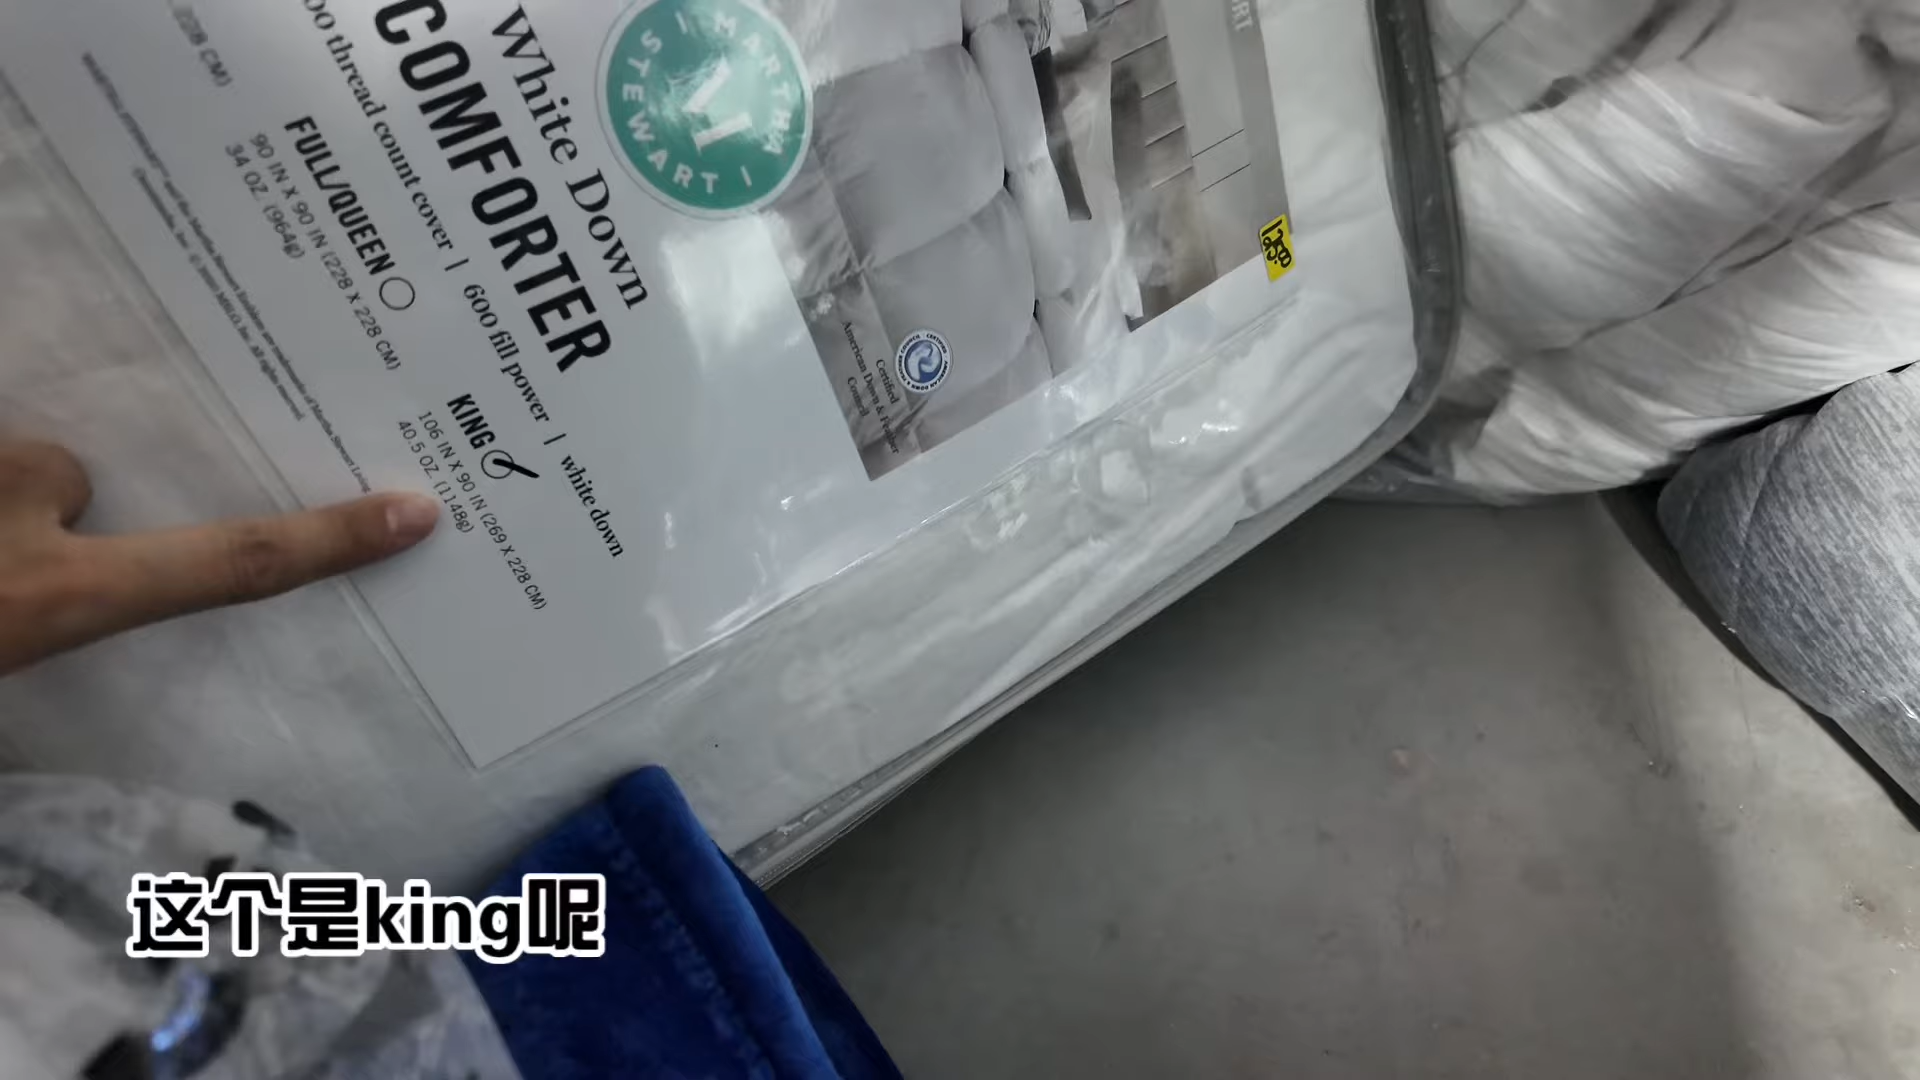 MARTHA STEWART
M
White Down
COMFORTER
thread count cover | 600 fill power | white down
228 CM)
FULL/QUEEN
90 IN X 90 IN (228 X 228 CM)
34 OZ. (964g)
KING
106 IN X 90 IN (269 X 228 CM)
40.5 OZ. (1148g)
Certified
American Down & Feather
Council
这个是king呢